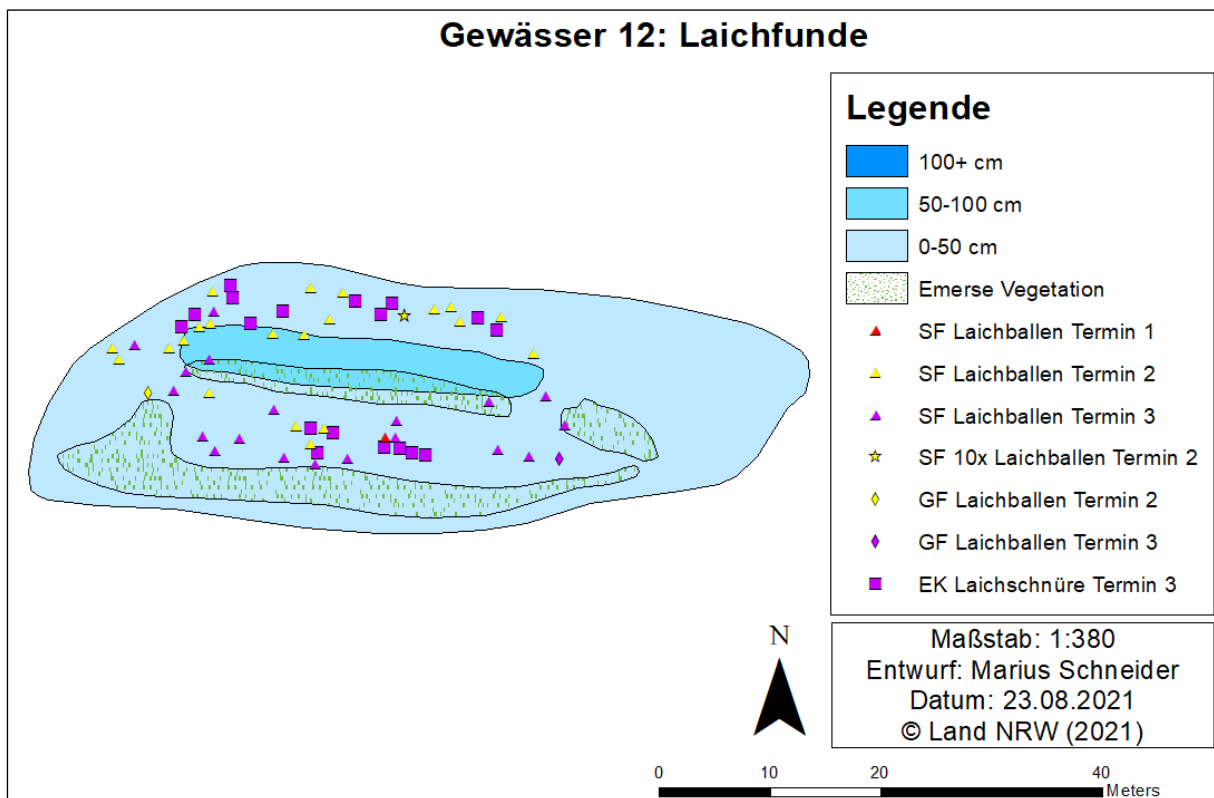 Gewässer 12: Laichfunde
Legende
100+ cm
50-100 cm
0-50 cm
Emerse Vegetation
SF Laichballen Termin 1
SF Laichballen Termin 2
SF Laichballen Termin 3
SF 10x Laichballen Termin 2
GF Laichballen Termin 2
GF Laichballen Termin 3
EK Laichschnüre Termin 3
Maßstab: 1:380
Entwurf: Marius Schneider
Datum: 23.08.2021
© Land NRW (2021)
N
0 10 20 40
Meters